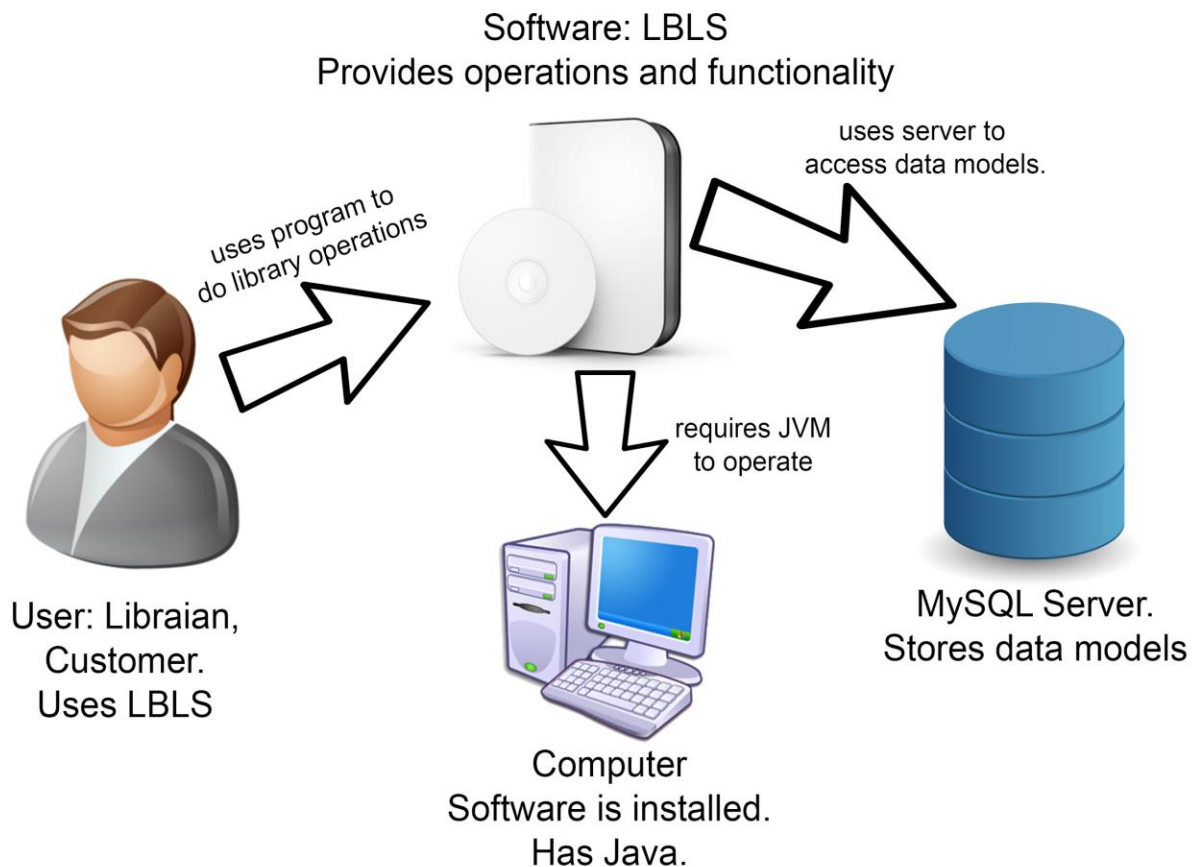 Software: LBLS
Provides operations and functionality
uses server to
access data models.
uses program to
do library operations
requires JVM
to operate
User: Libraian,
Customer.
Uses LBLS
MySQL Server.
Stores data models
Computer
Software is installed.
Has Java.